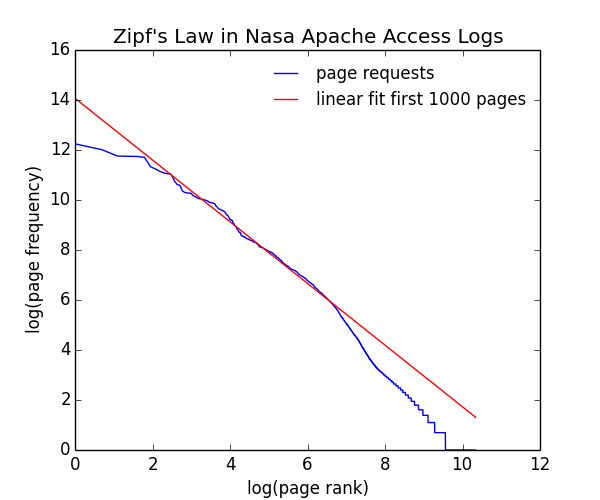 Zipf's Law in Nasa Apache Access Logs
16
14
12
10
8
6
4
2
0
log(page frequency)
page requests
linear fit first 1000 pages
0 2 4 6 8 10 12
log(page rank)